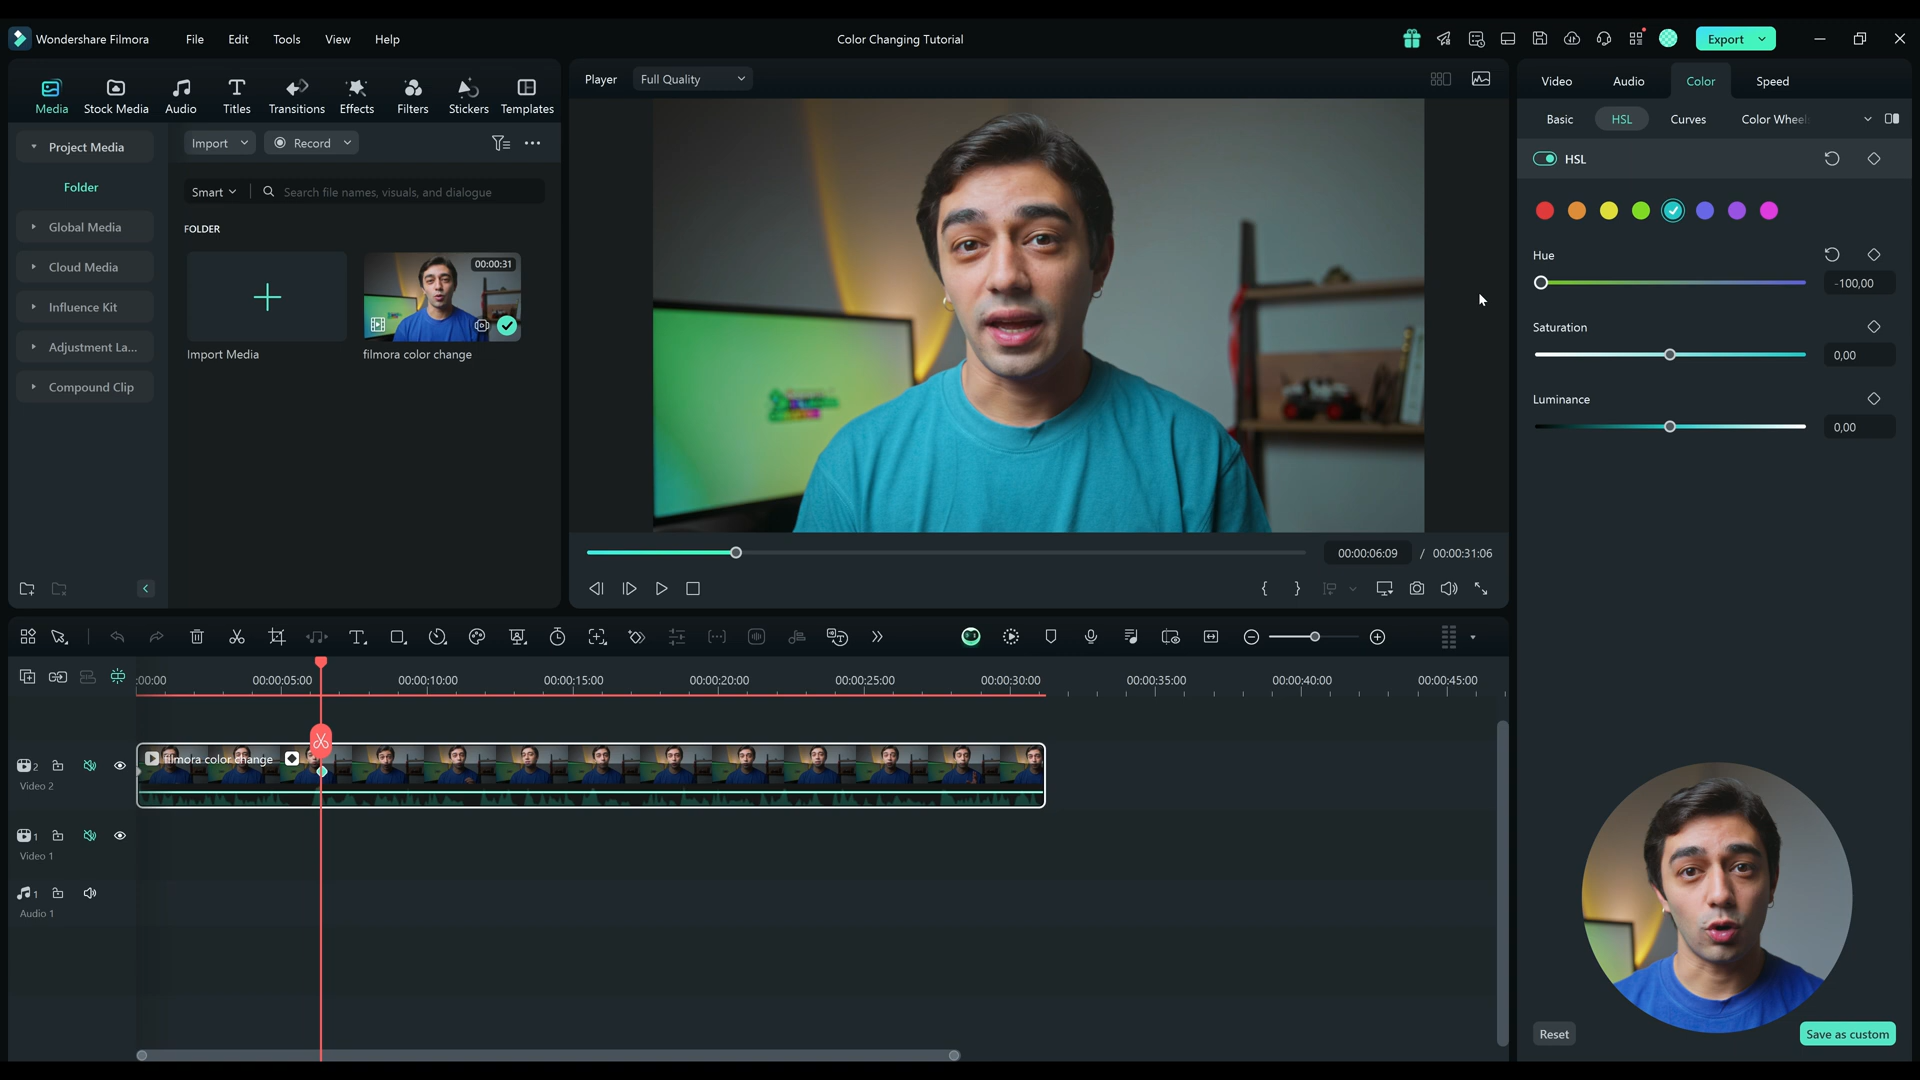 Wondershare Filmora
File
Edit
Tools
View
Help
Color Changing Tutorial
Export
Media
Stock Media
Audio
Titles
Transitions
Effects
Filters
Stickers
Templates
Player
Full Quality
Video
Audio
Color
Speed
Project Media
Folder
Global Media
Cloud Media
Influence Kit
Adjustment La...
Compound Clip
Import
Record
Smart
Search file names, visuals, and dialogue
FOLDER
00:00:31
Import Media
filmora color change
Basic
HSL
Curves
Color Wheel
HSL
Hue
-100,00
Saturation
0,00
Luminance
0,00
00:00:06:09 / 00:00:31:06
:00:00
00:00:05:00
00:00:10:00
00:00:15:00
00:00:20:00
00:00:25:00
00:00:30:00
00:00:35:00
00:00:40:00
00:00:45:00
filmora color change
2
Video 2
1
Video 1
1
Audio 1
Reset
Save as custom